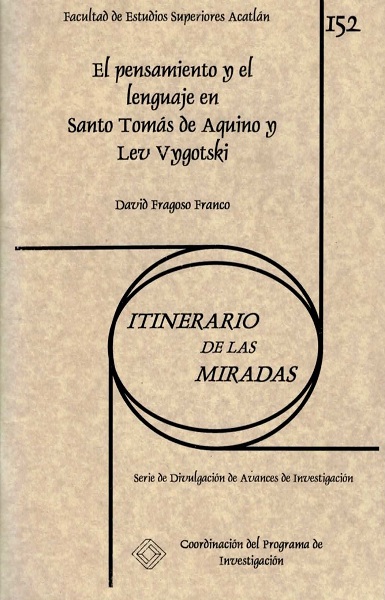 Facultad de Estudios Superiores Acatlán
152
El pensamiento y el
lenguaje en
Santo Tomás de Aquino y
Lev Vygotski
David Fragoso Franco
ITINERARIO
DE LAS
MIRADAS
Serie de Divulgación de Avances de Investigación
Coordinación del Programa de
Investigación